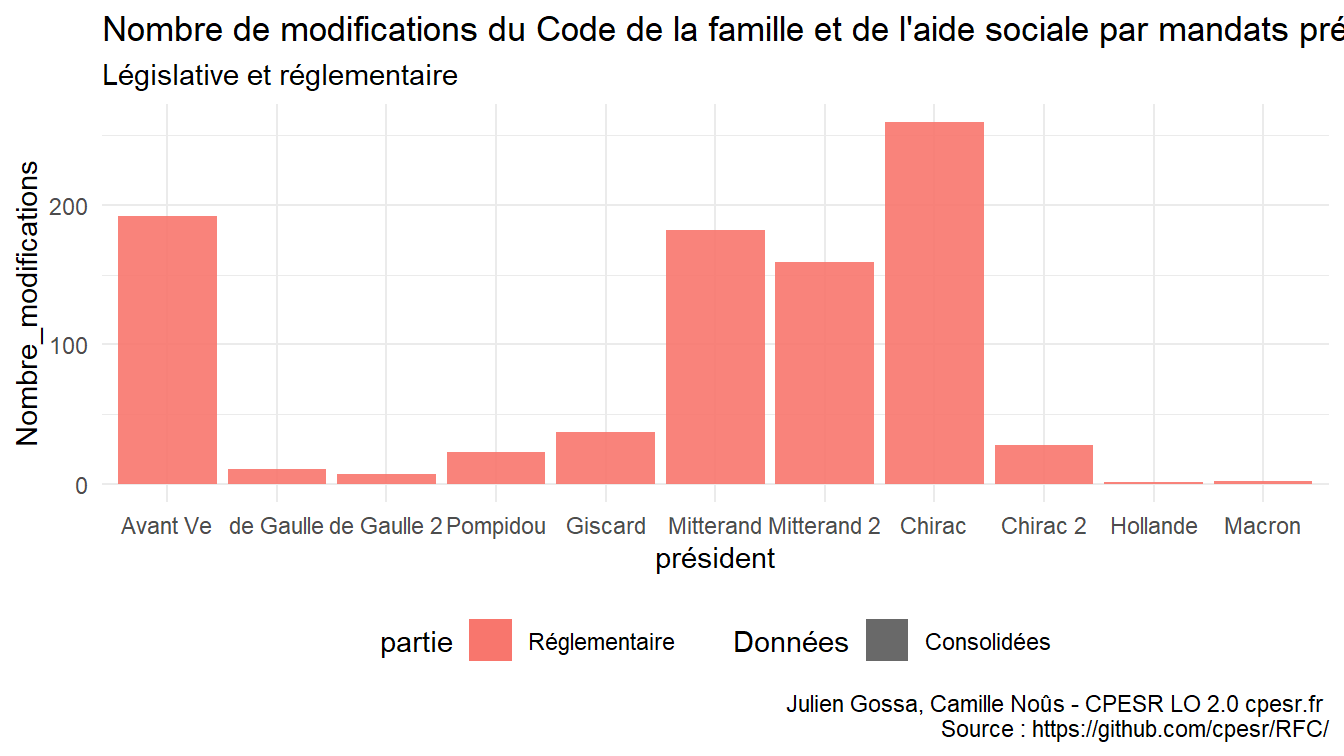 Nombre de modifications du Code de la famille et de l'aide sociale par mandats pré
Législative et réglementaire
Nombre_modifications
200
100
0
Avant Ve de Gaulle de Gaulle 2 Pompidou Giscard Mitterand Mitterand 2 Chirac Chirac 2 Hollande Macron
président
partie Réglementaire Données Consolidées
Julien Gossa, Camille Noûs - CPESR LO 2.0 cpesr.fr
Source : https://github.com/cpesr/RFC/